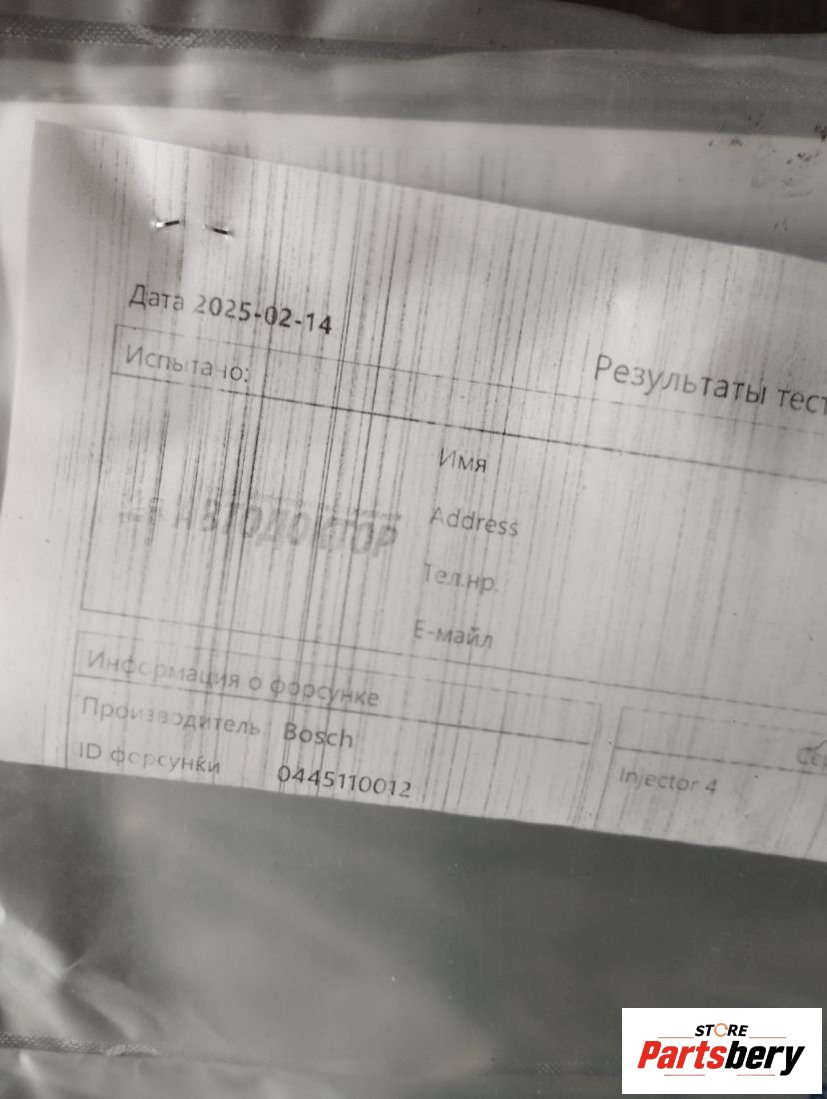 Дата 2025-02-14
Результаты тест
Испытано:
Имя
АВТОДОКТОР
Address
Тел.нр.
Е-майл
Информация о форсунке
Производитель Bosch
ID форсунки 0445110012
Injector 4
STORE
Partsbery